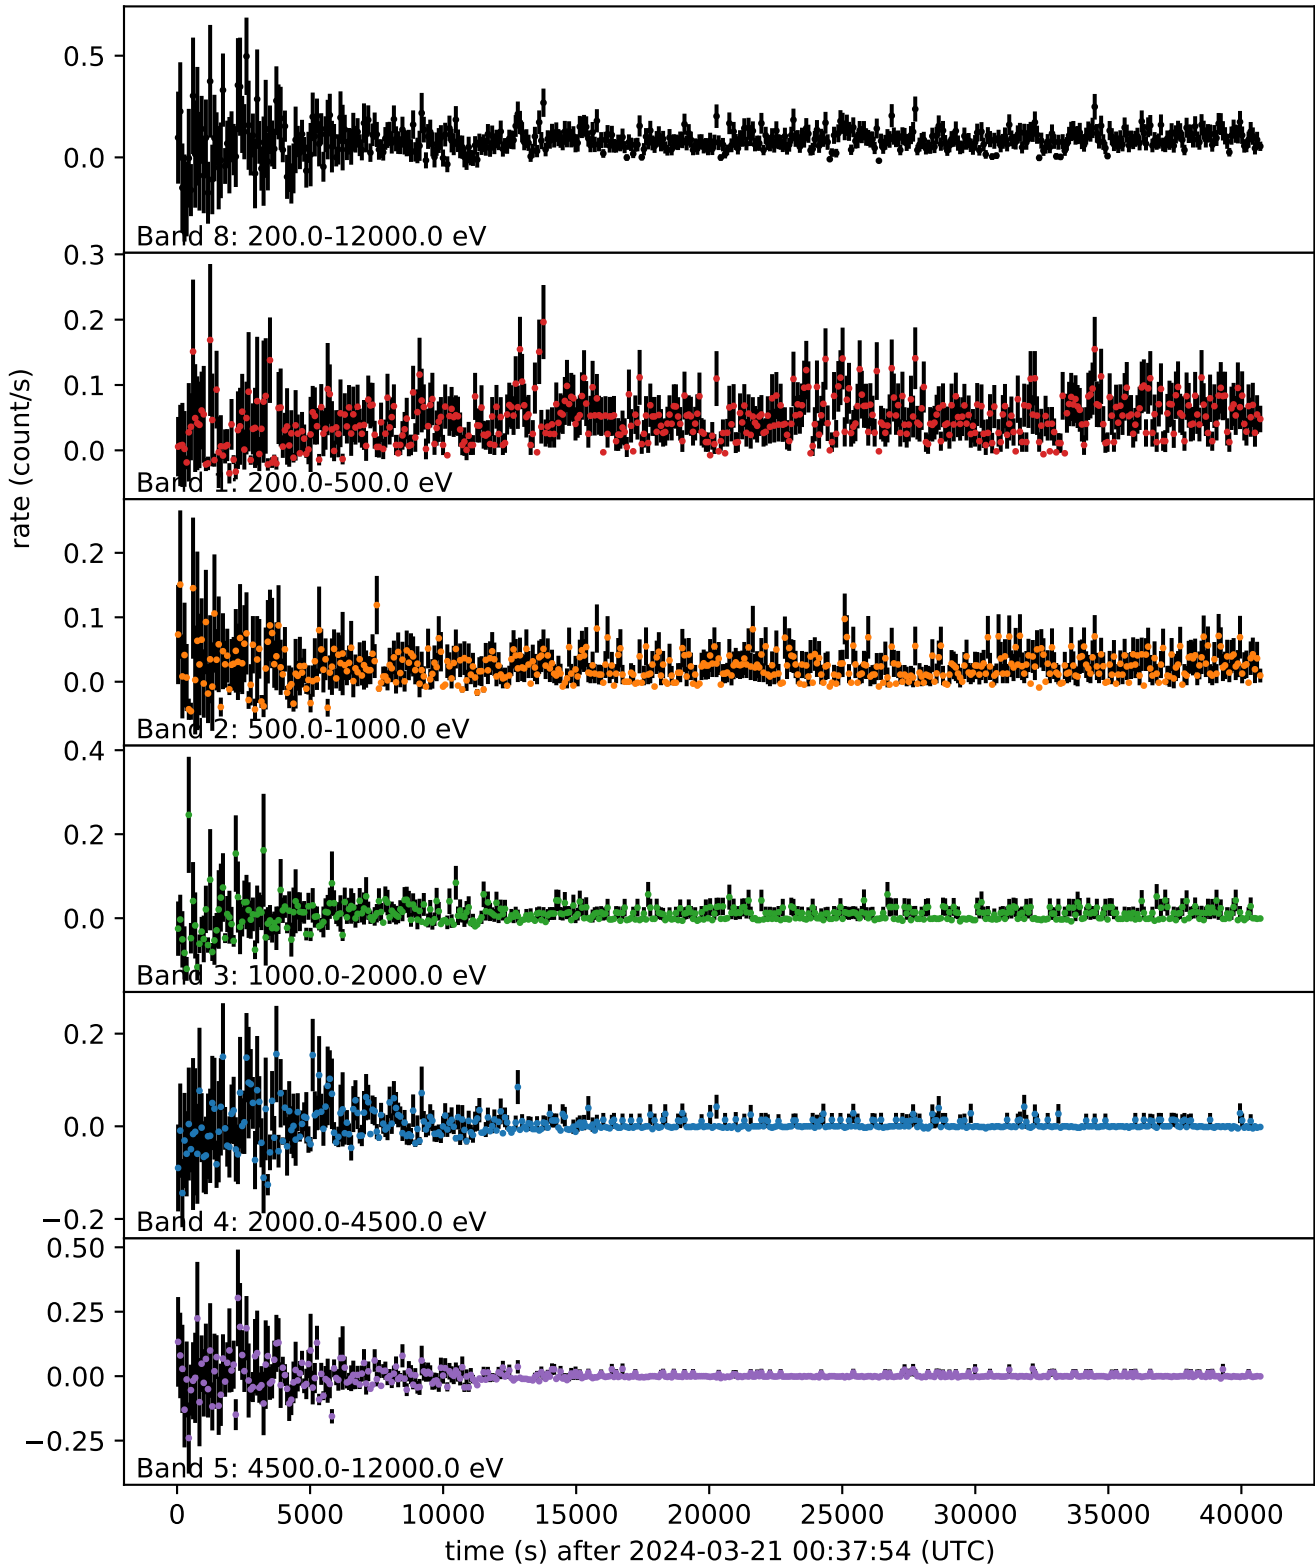 0.5
0.0
Band 8: 200.0-12000.0 eV
0.3
0.2
0.1
0.0
Band 1: 200.0-500.0 eV
rate (count/s)
0.2
0.1
0.0
Band 2: 500.0-1000.0 eV
0.4
0.2
0.0
Band 3: 1000.0-2000.0 eV
0.2
0.0
−0.2
Band 4: 2000.0-4500.0 eV
0.50
0.25
0.00
−0.25
Band 5: 4500.0-12000.0 eV
0 5000 10000 15000 20000 25000 30000 35000 40000
time (s) after 2024-03-21 00:37:54 (UTC)